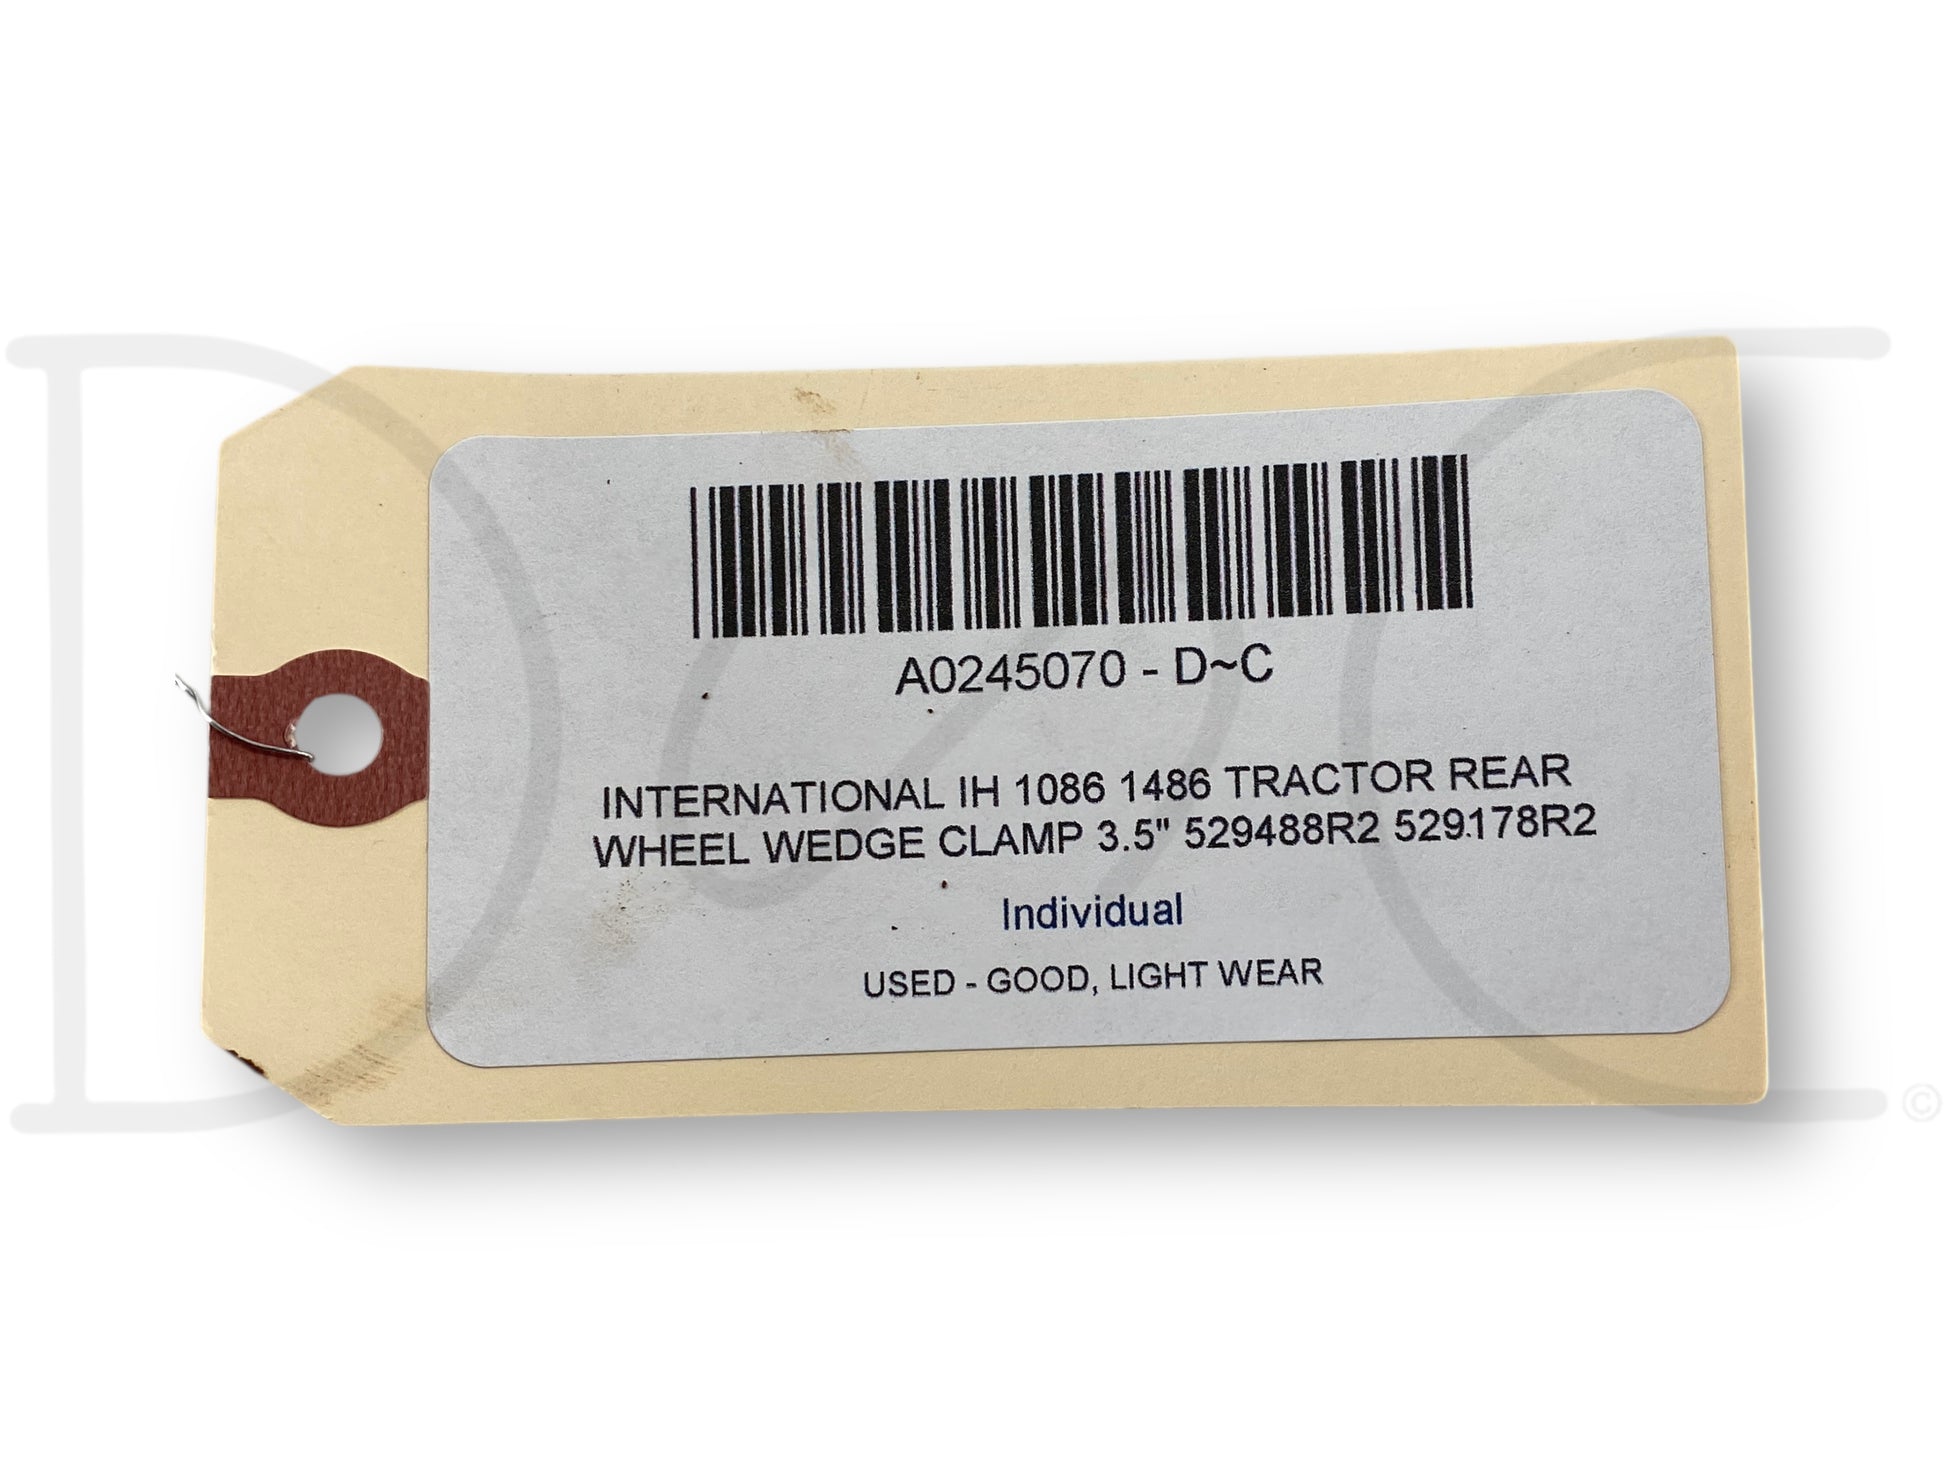 A0245070 - D~C
INTERNATIONAL IH 1086 1486 TRACTOR REAR
WHEEL WEDGE CLAMP 3.5" 529488R2 529178R2
Individual
USED - GOOD, LIGHT WEAR
D~C
©